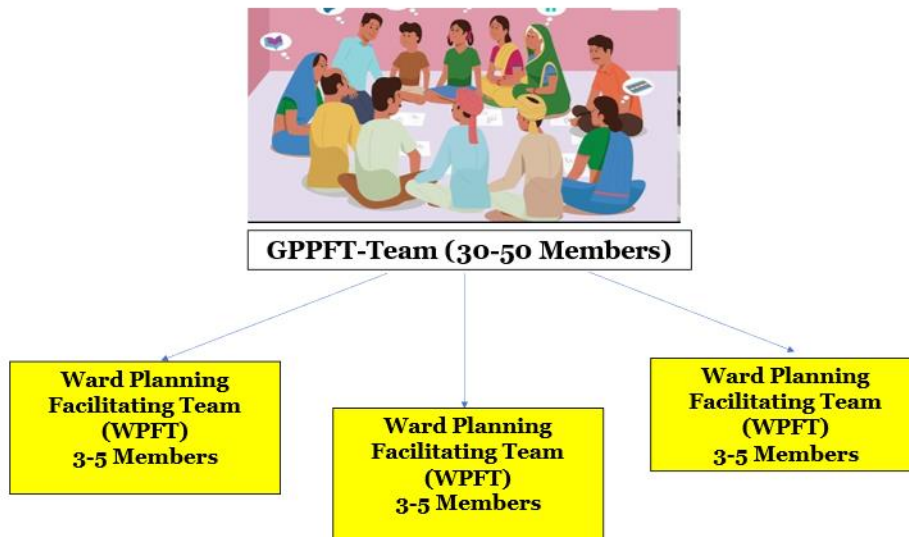 GPPFT-Team (30-50 Members)
Ward Planning
Facilitating Team
(WPFT)
3-5 Members
Ward Planning
Facilitating Team
(WPFT)
3-5 Members
Ward Planning
Facilitating Team
(WPFT)
3-5 Members